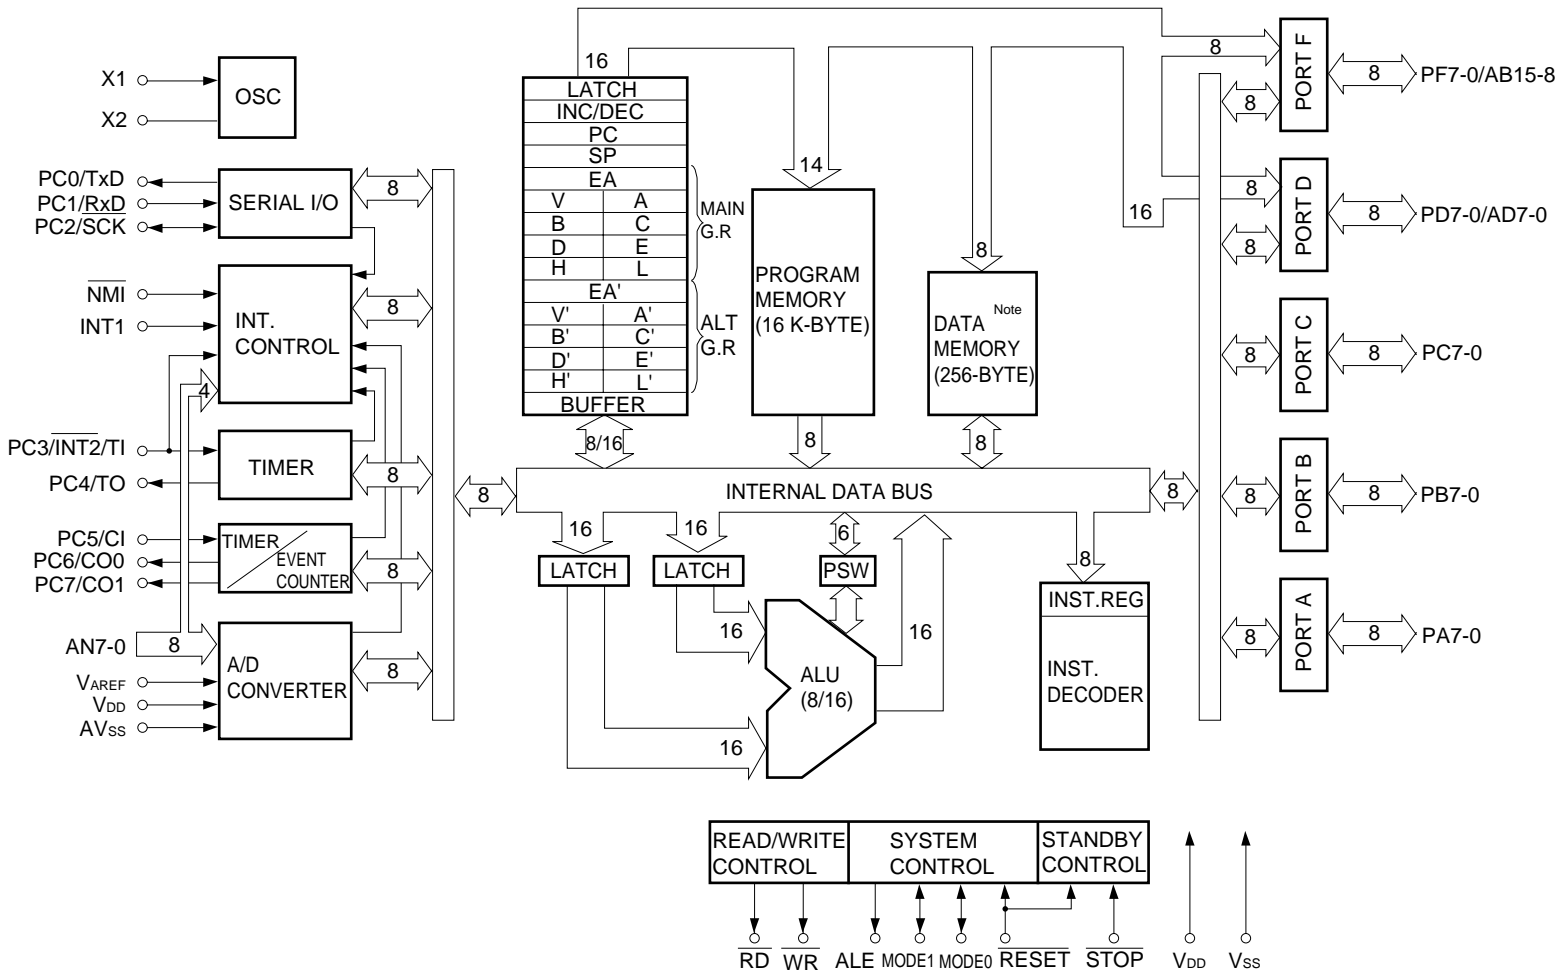 X1
X2
OSC
PC0/TxD
PC1/RxD
PC2/SCK
SERIAL I/O
8
NMI
INT1
INT.
CONTROL
8
4
PC3/INT2/TI
PC4/TO
TIMER
8
PC5/CI
PC6/CO0
PC7/CO1
TIMER
EVENT
COUNTER
8
AN7-0
8
VAREF
VDD
AVSS
A/D
CONVERTER
8
8
16
LATCH
INC/DEC
PC
SP
EA
V A
B C
D E
H L
EA'
V' A'
B' C'
D' E'
H' L'
BUFFER
MAIN
G.R
ALT
G.R
8/16
14
PROGRAM
MEMORY
(16 K-BYTE)
8
8
DATA Note
MEMORY
(256-BYTE)
8
16
INTERNAL DATA BUS
8
16
LATCH
16
LATCH
6
PSW
16
16
ALU
(8/16)
16
8
INST.REG
INST.
DECODER
8
8
PORT F
8
PF7-0/AB15-8
8
8
PORT D
8
PD7-0/AD7-0
8
PORT C
8
PC7-0
8
PORT B
8
PB7-0
8
PORT A
8
PA7-0
READ/WRITE
CONTROL
SYSTEM
CONTROL
STANDBY
CONTROL
RD
WR
ALE
MODE1
MODE0
RESET
STOP
VDD
VSS